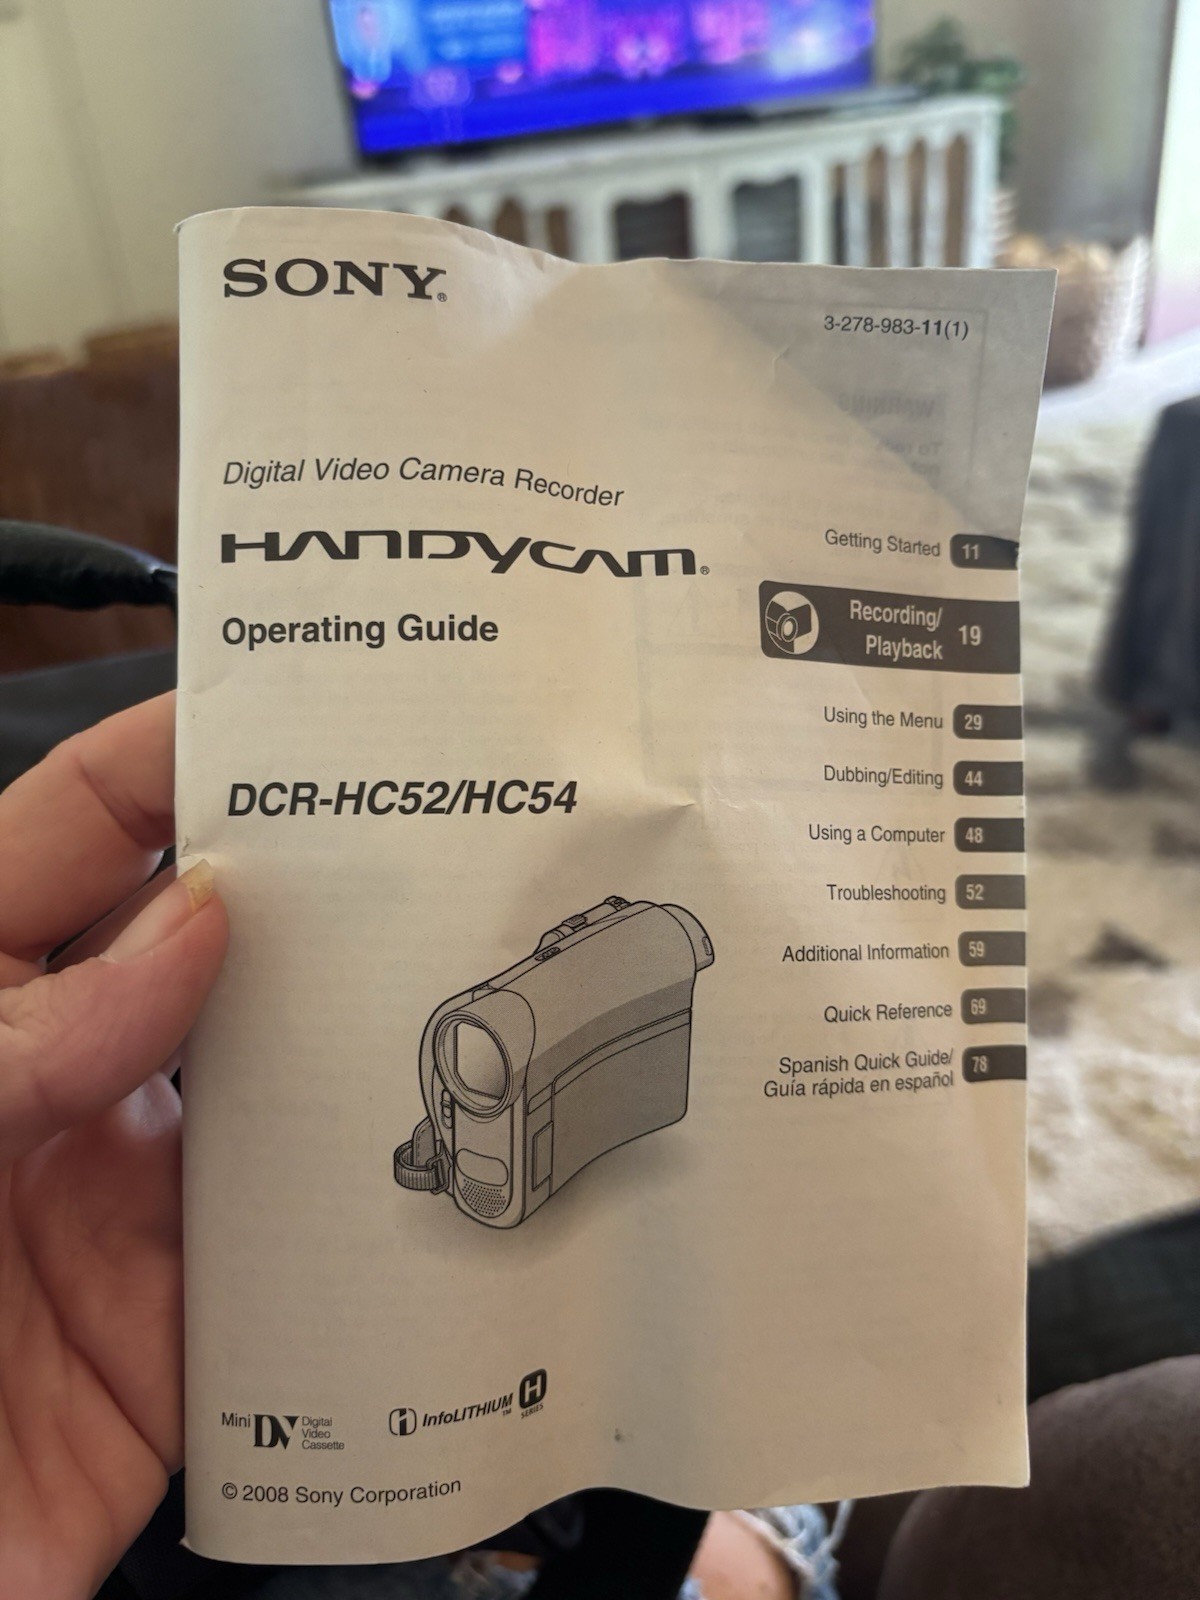 SONY®
3-278-983-11(1)
Digital Video Camera Recorder
HANDYCAM®
Operating Guide
DCR-HC52/HC54
Getting Started 11
Recording/
Playback 19
Using the Menu 29
Dubbing/Editing 44
Using a Computer 48
Troubleshooting 52
Additional Information 59
Quick Reference 69
Spanish Quick Guide/
Guía rápida en español 78
Mini DV Digital
Video
Cassette
i InfoLITHIUM™ H
SERIES
© 2008 Sony Corporation
WARNING